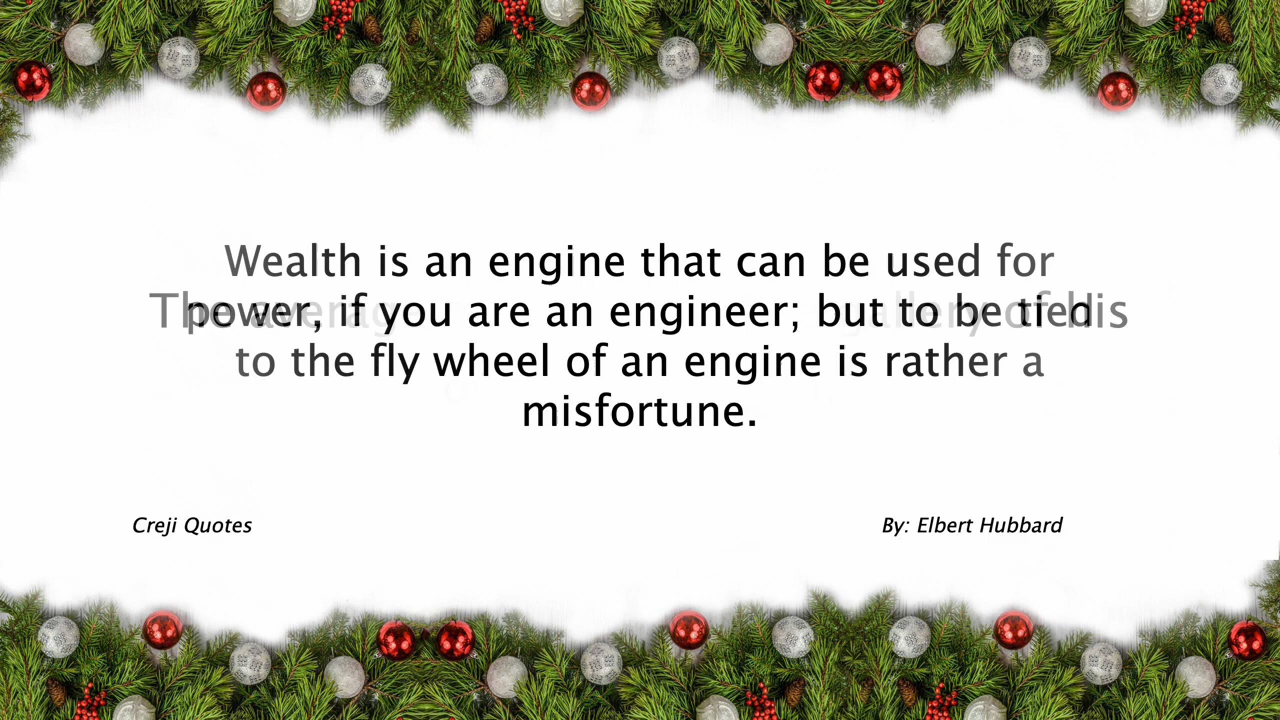 Wealth is an engine that can be used for
power, if you are an engineer; but to be tied
to the fly wheel of an engine is rather a
misfortune.
Creji Quotes
By: Elbert Hubbard